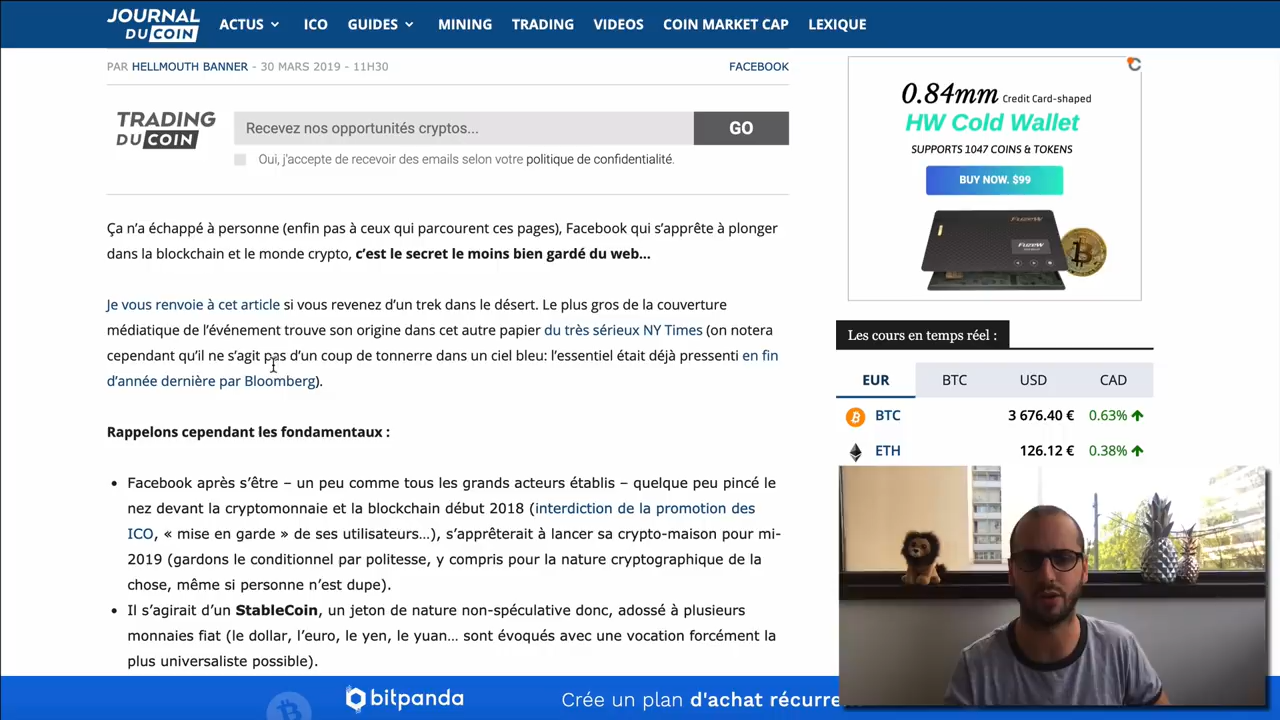 JOURNAL
DU COIN
ACTUS
ICO
GUIDES
MINING
TRADING
VIDEOS
COIN MARKET CAP
LEXIQUE
PAR HELLMOUTH BANNER - 30 MARS 2019 - 11H30
FACEBOOK
TRADING
DU COIN
Recevez nos opportunités cryptos...
GO
Oui, j'accepte de recevoir des emails selon votre politique de confidentialité.
Ça n'a échappé à personne (enfin pas à ceux qui parcourent ces pages), Facebook qui s'apprête à plonger
dans la blockchain et le monde crypto, c'est le secret le moins bien gardé du web...
Je vous renvoie à cet article si vous revenez d'un trek dans le désert. Le plus gros de la couverture
médiatique de l'événement trouve son origine dans cet autre papier du très sérieux NY Times (on notera
cependant qu'il ne s'agit pas d'un coup de tonnerre dans un ciel bleu: l'essentiel était déjà pressenti en fin
d'année dernière par Bloomberg).
Rappelons cependant les fondamentaux :
• Facebook après s'être – un peu comme tous les grands acteurs établis – quelque peu pincé le
nez devant la cryptomonnaie et la blockchain début 2018 (interdiction de la promotion des
ICO, « mise en garde » de ses utilisateurs...), s'apprêterait à lancer sa crypto-maison pour mi-
2019 (gardons le conditionnel par politesse, y compris pour la nature cryptographique de la
chose, même si personne n'est dupe).
• Il s'agirait d'un StableCoin, un jeton de nature non-spéculative donc, adossé à plusieurs
monnaies fiat (le dollar, l'euro, le yen, le yuan... sont évoqués avec une vocation forcément la
plus universaliste possible).
0.84mm Credit Card-shaped
HW Cold Wallet
SUPPORTS 1047 COINS & TOKENS
BUY NOW. $99
FuzeW
FuzeW
Les cours en temps réel :
EUR
BTC
USD
CAD
BTC
3 676.40 €
0.63%
ETH
126.12 €
0.38%
bitpanda
Crée un plan d'achat récurre